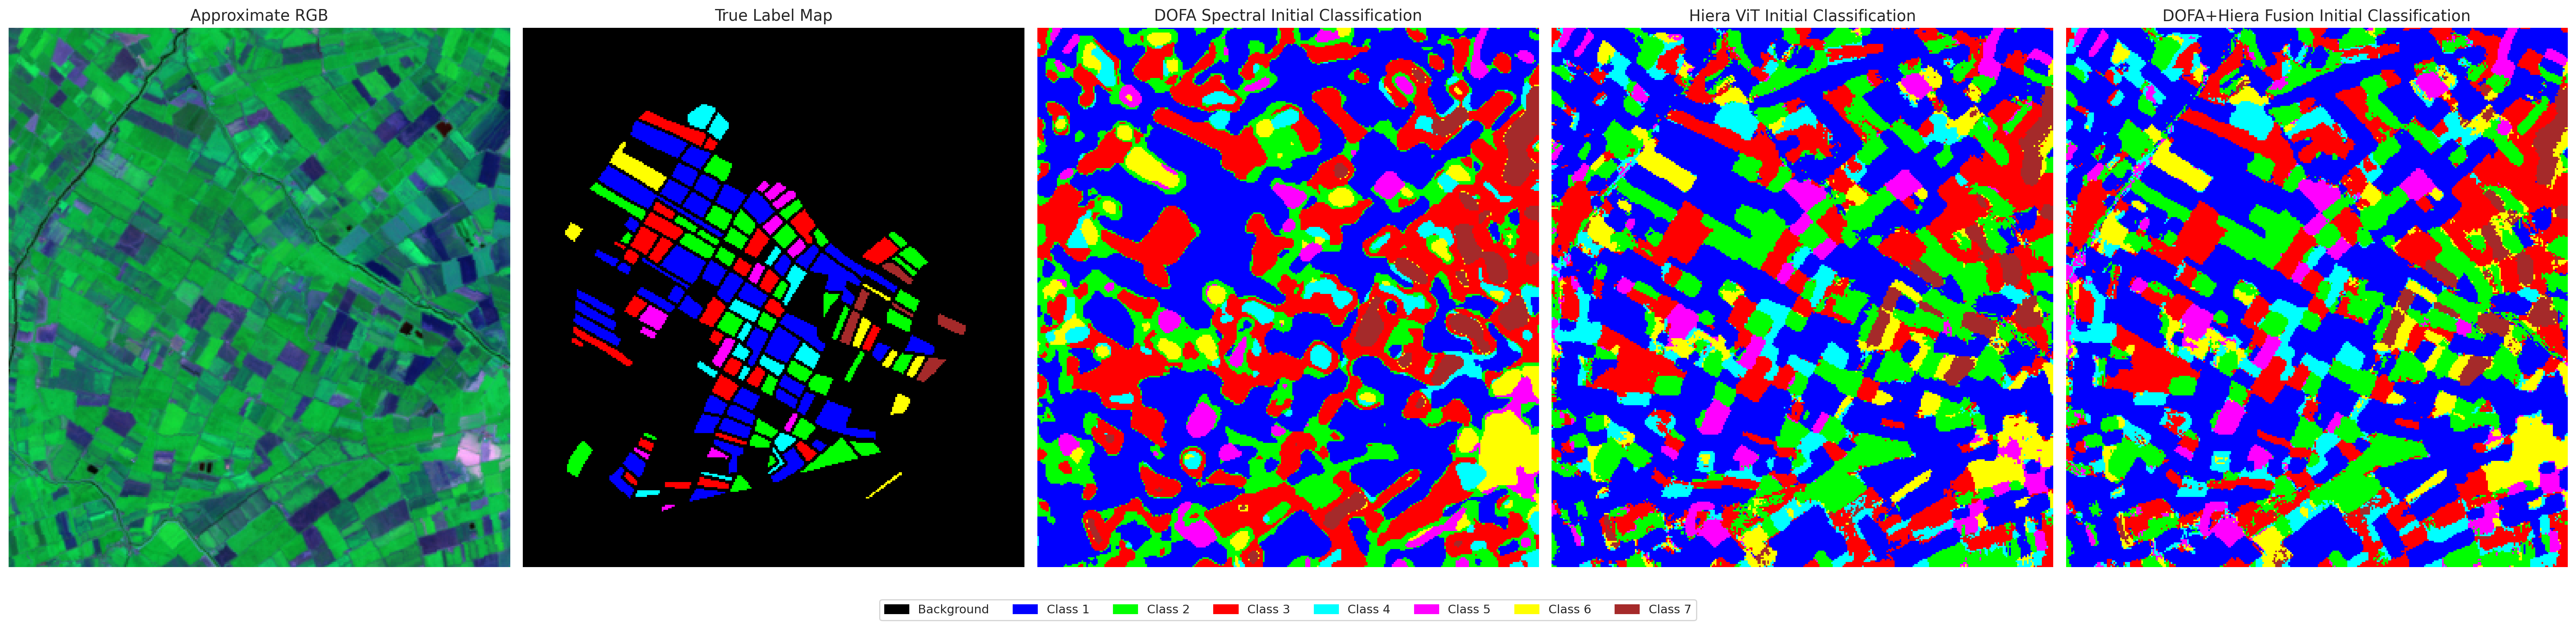 Approximate RGB
True Label Map
DOFA Spectral Initial Classification
Hiera ViT Initial Classification
DOFA+Hiera Fusion Initial Classification
Background
Class 1
Class 2
Class 3
Class 4
Class 5
Class 6
Class 7